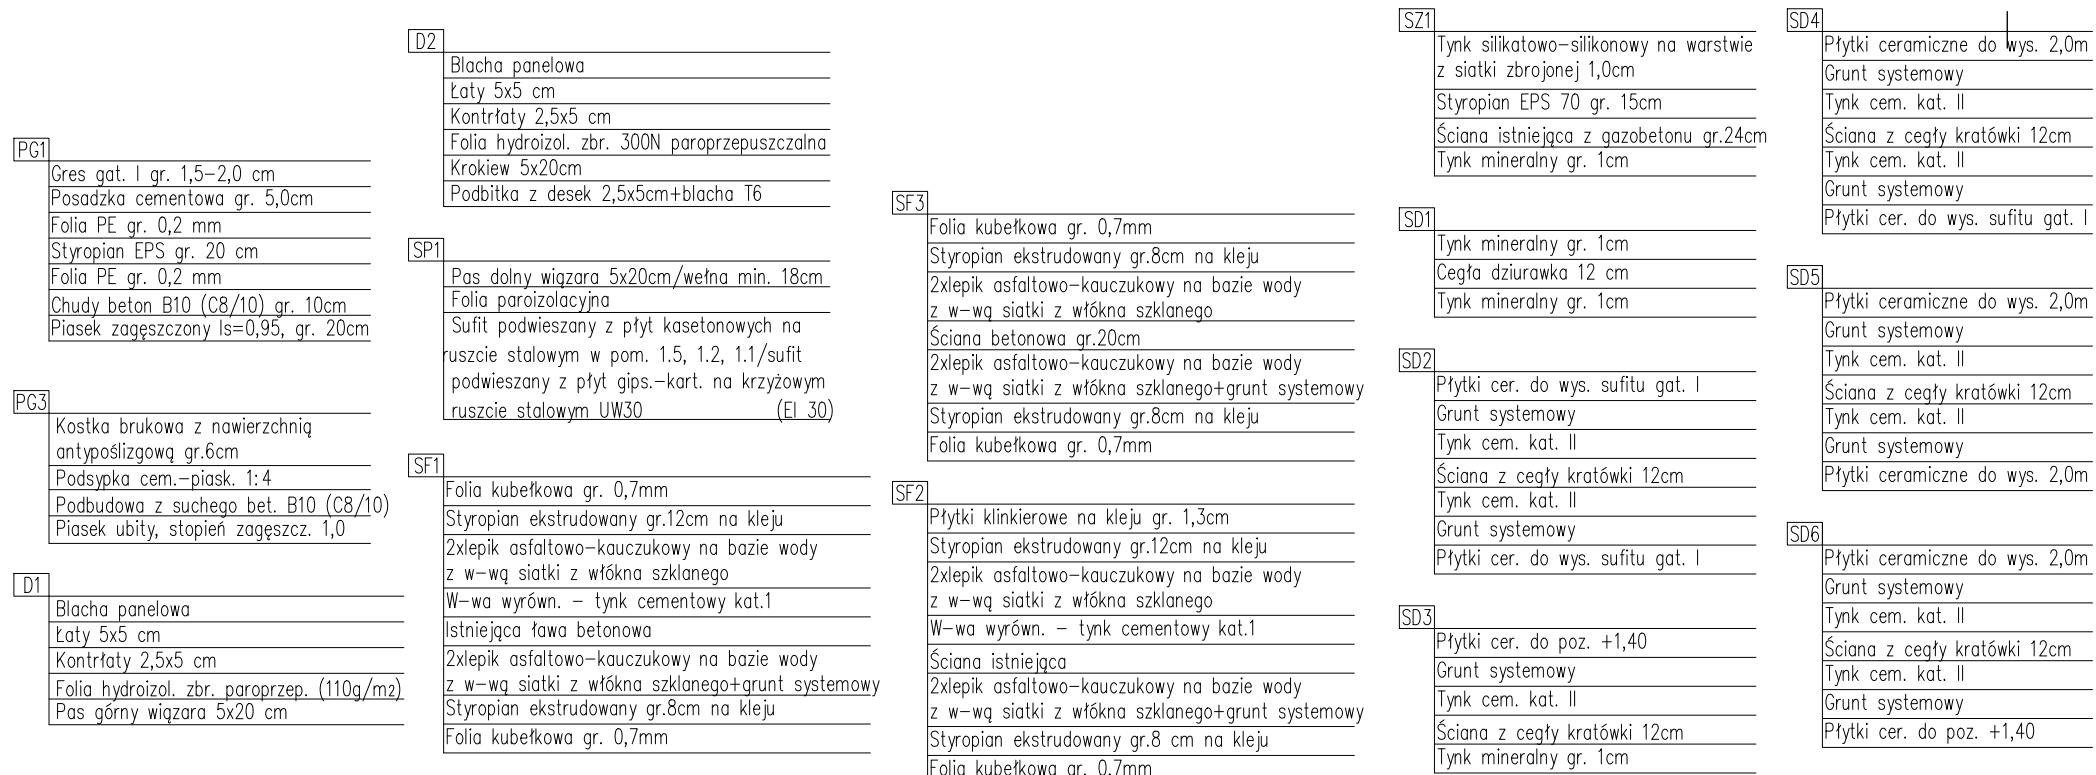 PG1
Gres gat. I gr. 1,5-2,0 cm
Posadzka cementowa gr. 5,0cm
Folia PE gr. 0,2 mm
Styropian EPS gr. 20 cm
Folia PE gr. 0,2 mm
Chudy beton B10 (C8/10) gr. 10cm
Piasek zagęszczony Is=0,95, gr. 20cm
PG3
Kostka brukowa z nawierzchnią
antypoślizgową gr.6cm
Podsypka cem.-piask. 1:4
Podbudowa z suchego bet. B10 (C8/10)
Piasek ubity, stopień zagęszcz. 1,0
D1
Blacha panelowa
Łaty 5x5 cm
Kontrłaty 2,5x5 cm
Folia hydroizol. zbr. paroprzep. (110g/m2)
Pas górny wiązara 5x20 cm
D2
Blacha panelowa
Łaty 5x5 cm
Kontrłaty 2,5x5 cm
Folia hydroizol. zbr. 300N paroprzepuszczalna
Krokiew 5x20cm
Podbitka z desek 2,5x5cm+blacha T6
SP1
Pas dolny wiązara 5x20cm/wełna min. 18cm
Folia paroizolacyjna
Sufit podwieszany z płyt kasetonowych na
ruszcie stalowym w pom. 1.5, 1.2, 1.1/sufit
podwieszany z płyt gips.-kart. na krzyżowym
ruszcie stalowym UW30 (EI 30)
SF1
Folia kubełkowa gr. 0,7mm
Styropian ekstrudowany gr.12cm na kleju
2xlepik asfaltowo-kauczukowy na bazie wody
z w-wą siatki z włókna szklanego
W-wa wyrówn. - tynk cementowy kat.1
Istniejąca ława betonowa
2xlepik asfaltowo-kauczukowy na bazie wody
z w-wą siatki z włókna szklanego+grunt systemowy
Styropian ekstrudowany gr.8cm na kleju
Folia kubełkowa gr. 0,7mm
SF3
Folia kubełkowa gr. 0,7mm
Styropian ekstrudowany gr.8cm na kleju
2xlepik asfaltowo-kauczukowy na bazie wody
z w-wą siatki z włókna szklanego
Ściana betonowa gr.20cm
2xlepik asfaltowo-kauczukowy na bazie wody
z w-wą siatki z włókna szklanego+grunt systemowy
Styropian ekstrudowany gr.8cm na kleju
Folia kubełkowa gr. 0,7mm
SF2
Płytki klinkierowe na kleju gr. 1,3cm
Styropian ekstrudowany gr.12cm na kleju
2xlepik asfaltowo-kauczukowy na bazie wody
z w-wą siatki z włókna szklanego
W-wa wyrówn. - tynk cementowy kat.1
Ściana istniejąca
2xlepik asfaltowo-kauczukowy na bazie wody
z w-wą siatki z włókna szklanego+grunt systemowy
Styropian ekstrudowany gr.8 cm na kleju
Folia kubełkowa gr. 0,7mm
SZ1
Tynk silikatowo-silikonowy na warstwie
z siatki zbrojonej 1,0cm
Styropian EPS 70 gr. 15cm
Ściana istniejąca z gazobetonu gr.24cm
Tynk mineralny gr. 1cm
SD1
Tynk mineralny gr. 1cm
Cegła dziurawka 12 cm
Tynk mineralny gr. 1cm
SD2
Płytki cer. do wys. sufitu gat. I
Grunt systemowy
Tynk cem. kat. II
Ściana z cegły kratówki 12cm
Tynk cem. kat. II
Grunt systemowy
Płytki cer. do wys. sufitu gat. I
SD3
Płytki cer. do poz. +1,40
Grunt systemowy
Tynk cem. kat. II
Ściana z cegły kratówki 12cm
Tynk mineralny gr. 1cm
SD4
Płytki ceramiczne do wys. 2,0m
Grunt systemowy
Tynk cem. kat. II
Ściana z cegły kratówki 12cm
Tynk cem. kat. II
Grunt systemowy
Płytki cer. do wys. sufitu gat. I
SD5
Płytki ceramiczne do wys. 2,0m
Grunt systemowy
Tynk cem. kat. II
Ściana z cegły kratówki 12cm
Tynk cem. kat. II
Grunt systemowy
Płytki ceramiczne do wys. 2,0m
SD6
Płytki ceramiczne do wys. 2,0m
Grunt systemowy
Tynk cem. kat. II
Ściana z cegły kratówki 12cm
Tynk cem. kat. II
Grunt systemowy
Płytki cer. do poz. +1,40